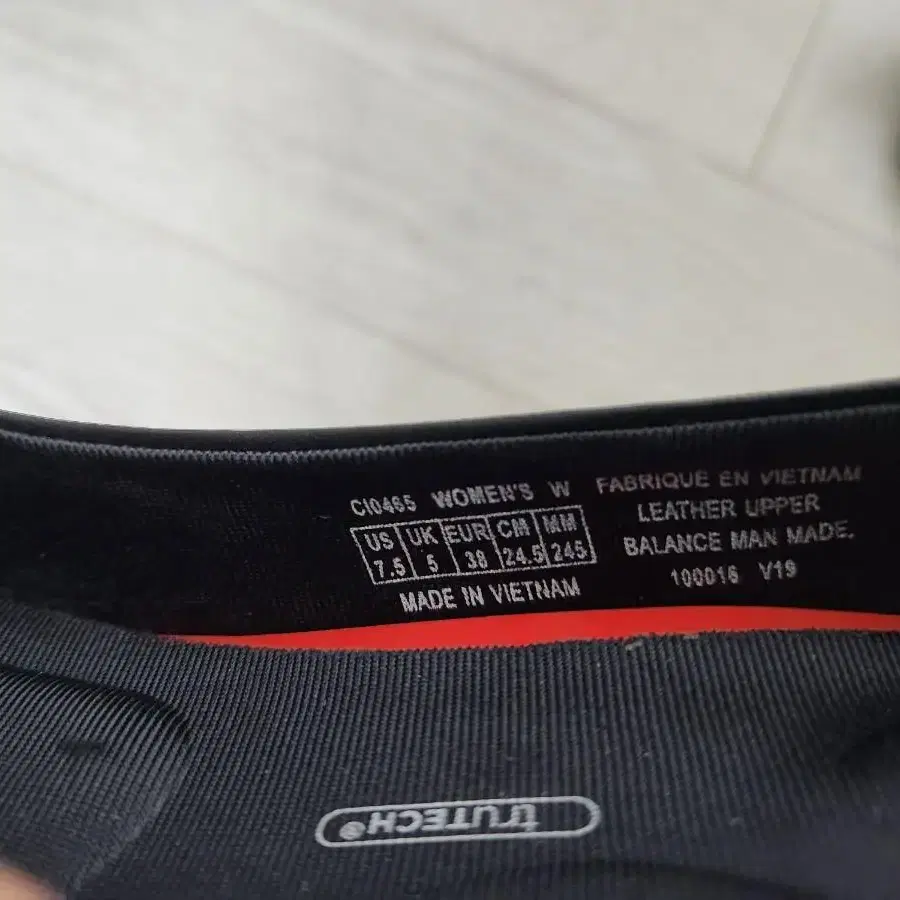 CI0465 WOMEN'S W
US UK EUR CM MM
7.5 5 38 24.5 245
MADE IN VIETNAM
FABRIQUE EN VIETNAM
LEATHER UPPER
BALANCE MAN MADE.
100016 V19
truTECH®